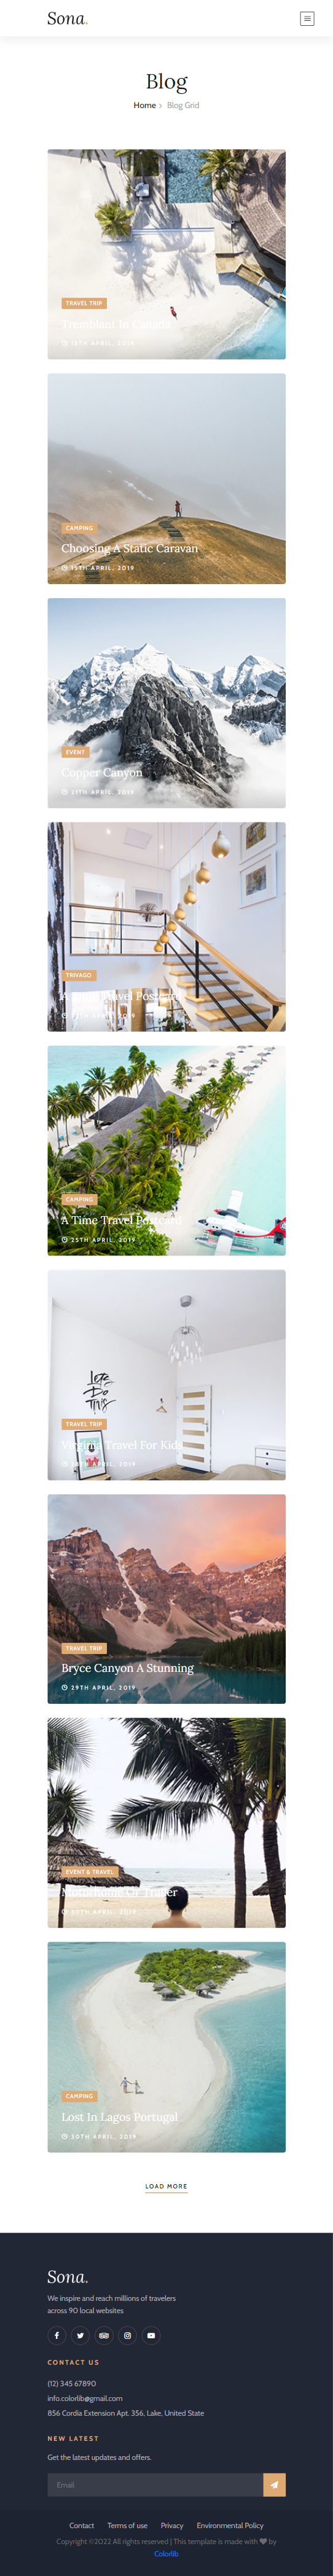 Sona.
Blog
Home > Blog Grid
TRAVEL TRIP
Tremblant In Canada
15TH APRIL, 2019
CAMPING
Choosing A Static Caravan
15TH APRIL, 2019
EVENT
Copper Canyon
21TH APRIL, 2019
TRIVAGO
A Time Travel Postcard
APRIL, 2019
CAMPING
A Time Travel Postcard
25TH APRIL, 2019
TRAVEL TRIP
Virginia Travel For Kids
APRIL, 2019
TRAVEL TRIP
Bryce Canyon A Stunning
29TH APRIL, 2019
EVENT & TRAVEL
Motorhome Or Trailer
30TH APRIL, 2019
CAMPING
Lost In Lagos Portugal
30TH APRIL, 2019
LOAD MORE
Sona.
We inspire and reach millions of travelers
across 90 local websites
CONTACT US
(12) 345 67890
info.colorlib@gmail.com
856 Cordia Extension Apt. 356, Lake, United State
NEW LATEST
Get the latest updates and offers.
Email
Contact Terms of use Privacy Environmental Policy
Copyright ©2022 All rights reserved | This template is made with ♥ by
Colorlib